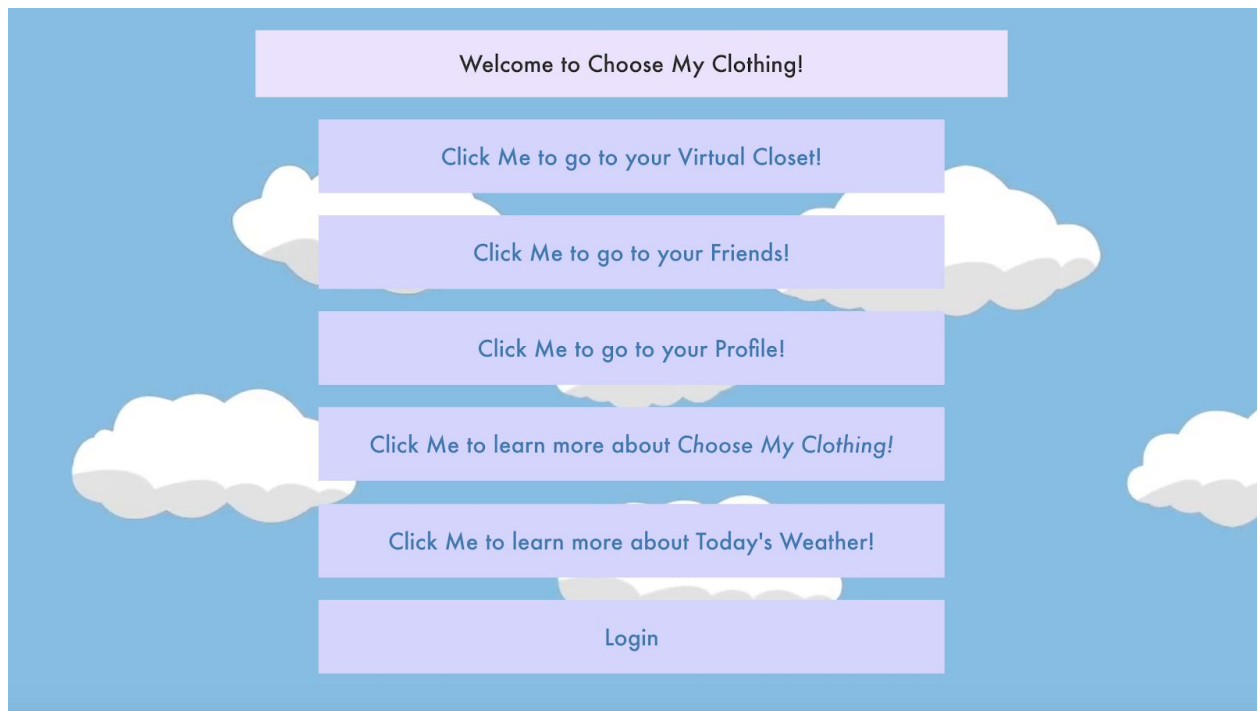 Welcome to Choose My Clothing!
Click Me to go to your Virtual Closet!
Click Me to go to your Friends!
Click Me to go to your Profile!
Click Me to learn more about Choose My Clothing!
Click Me to learn more about Today's Weather!
Login